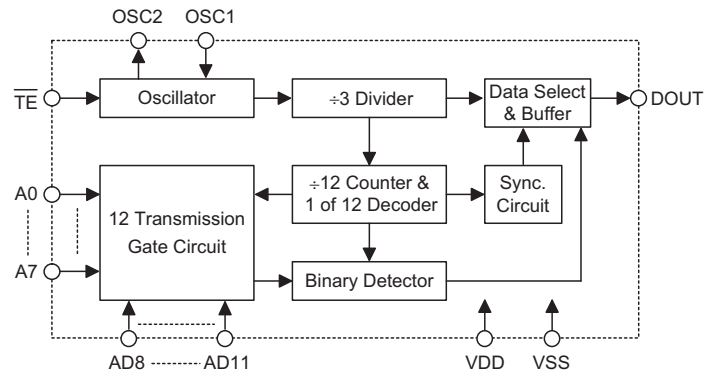 OSC2 OSC1
TE Oscillator ÷3 Divider Data Select
& Buffer DOUT
A0 12 Transmission
Gate Circuit ÷12 Counter &
1 of 12 Decoder Sync.
Circuit
A7 Binary Detector
AD8 AD11 VDD VSS